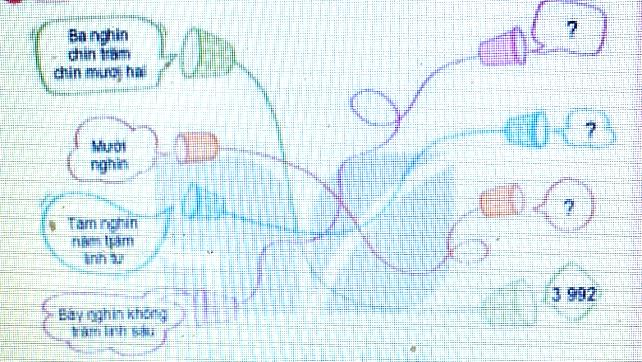 Ba nghìn
chín trăm
chín mươi hai
?
Mười
nghìn
?
Tám nghìn
năm trăm
linh tư
?
3 992
Bảy nghìn không
trăm linh sáu